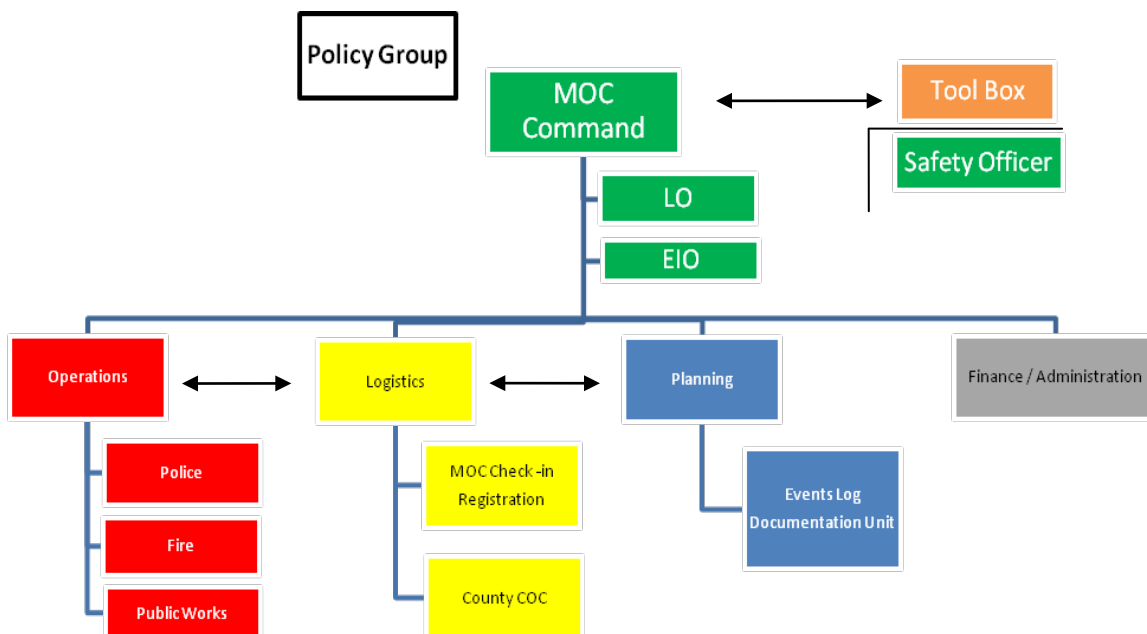 Policy Group
MOC
Command
Tool Box
Safety Officer
LO
EIO
Operations
Logistics
Planning
Finance / Administration
Police
Fire
Public Works
MOC Check -in
Registration
County COC
Events Log
Documentation Unit